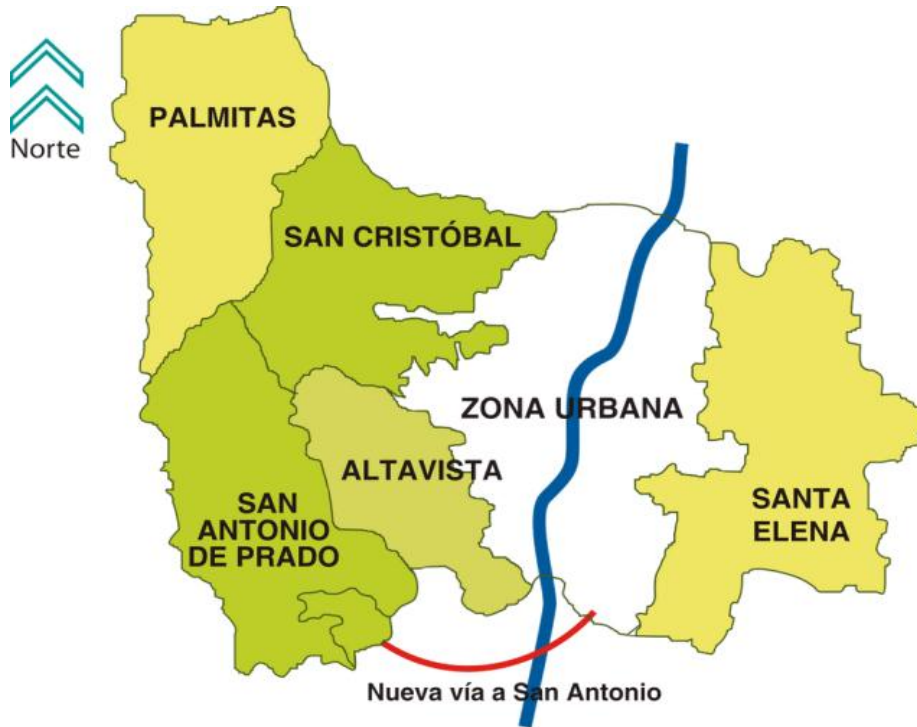 PALMITAS
Norte
SAN CRISTÓBAL
ZONA URBANA
ALTAVISTA
SAN
ANTONIO
DE PRADO
SANTA
ELENA
Nueva vía a San Antonio